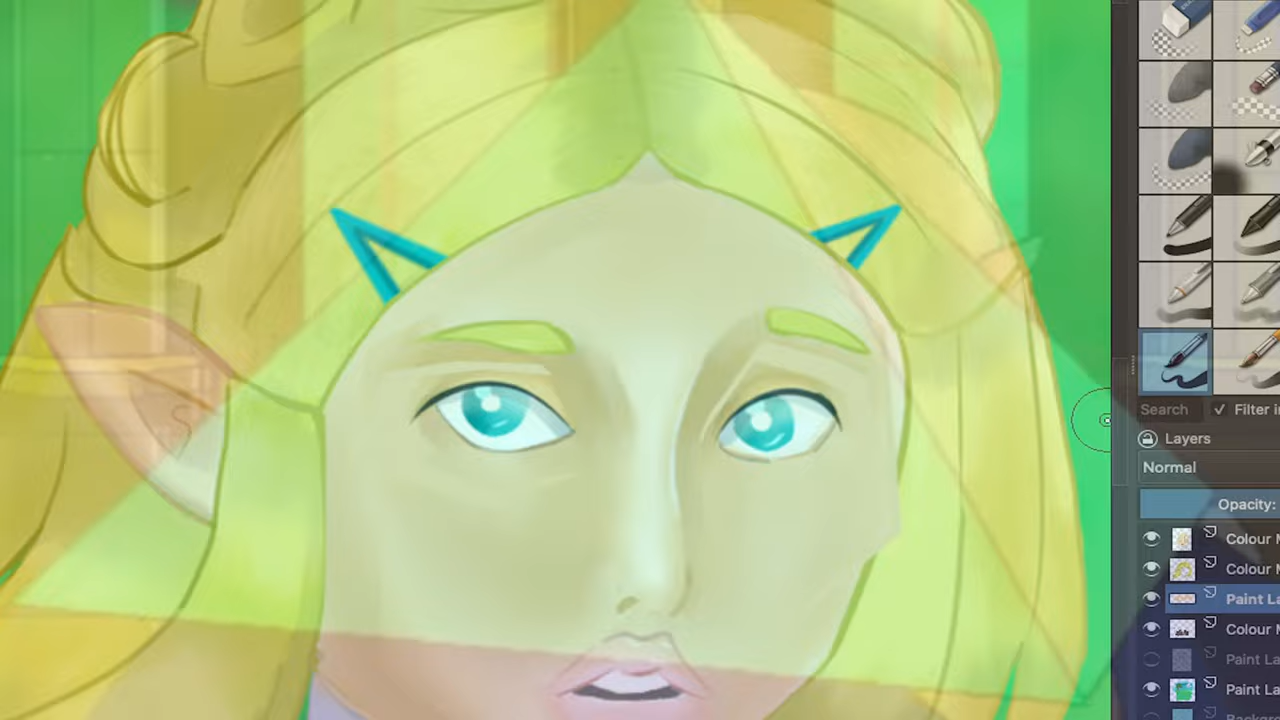 Search ✓ Filter i
Layers
Normal
Opacity:
Colour M
Colour M
Paint La
Colour M
Paint La
Paint La